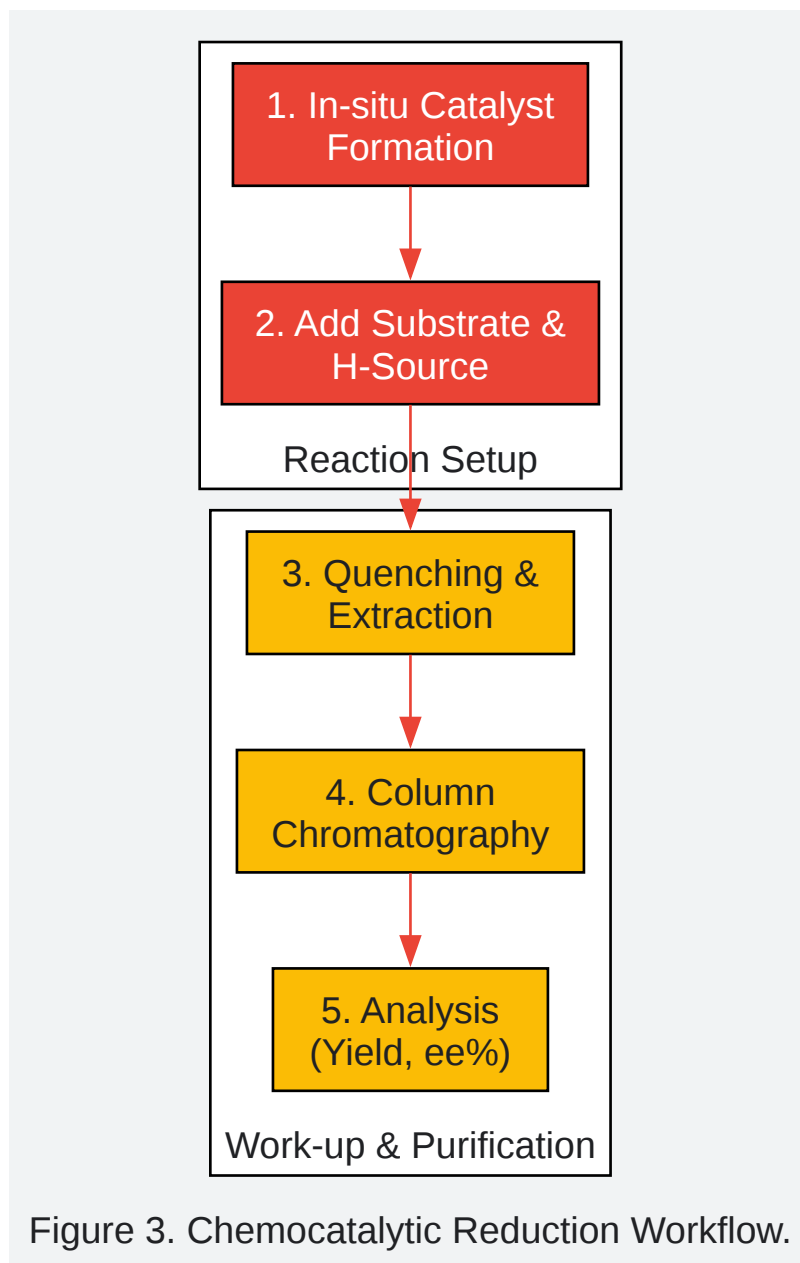 1. In-situ Catalyst
Formation
2. Add Substrate &
H-Source
Reaction Setup
3. Quenching &
Extraction
4. Column
Chromatography
5. Analysis
(Yield, ee%)
Work-up & Purification
Figure 3. Chemocatalytic Reduction Workflow.